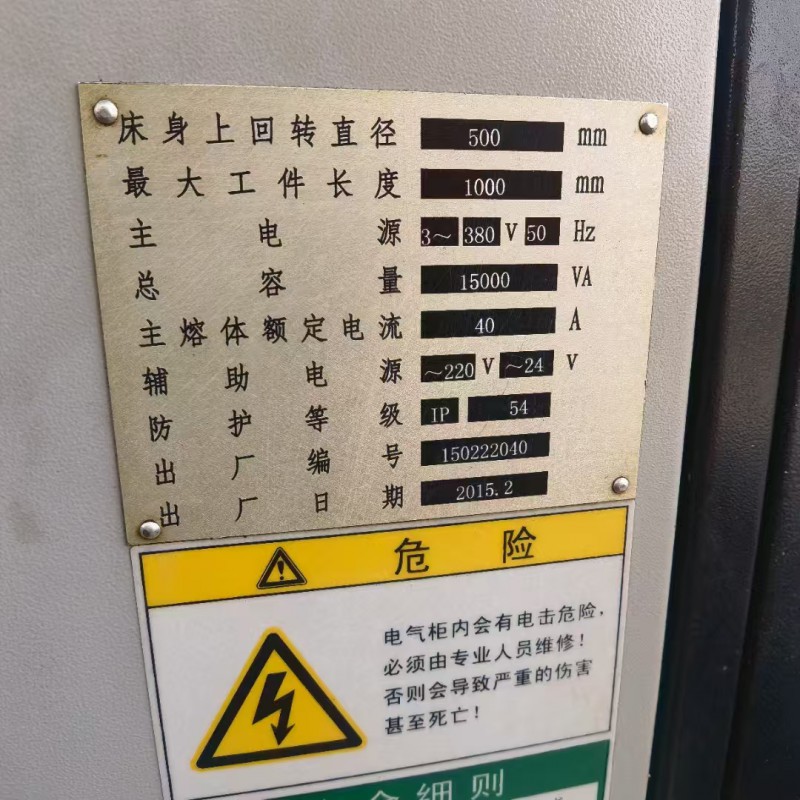 床身上回转直径 500 mm
最大工件长度 1000 mm
主电源 3～ 380 V 50 Hz
总容量 15000 VA
主熔体额定电流 40 A
辅助电源 ～220 V ～24 V
防护等级 IP 54
出厂编号 150222040
出厂日期 2015.2
危险
电气柜内会有电击危险，
必须由专业人员维修！
否则会导致严重的伤害
甚至死亡！
全细则